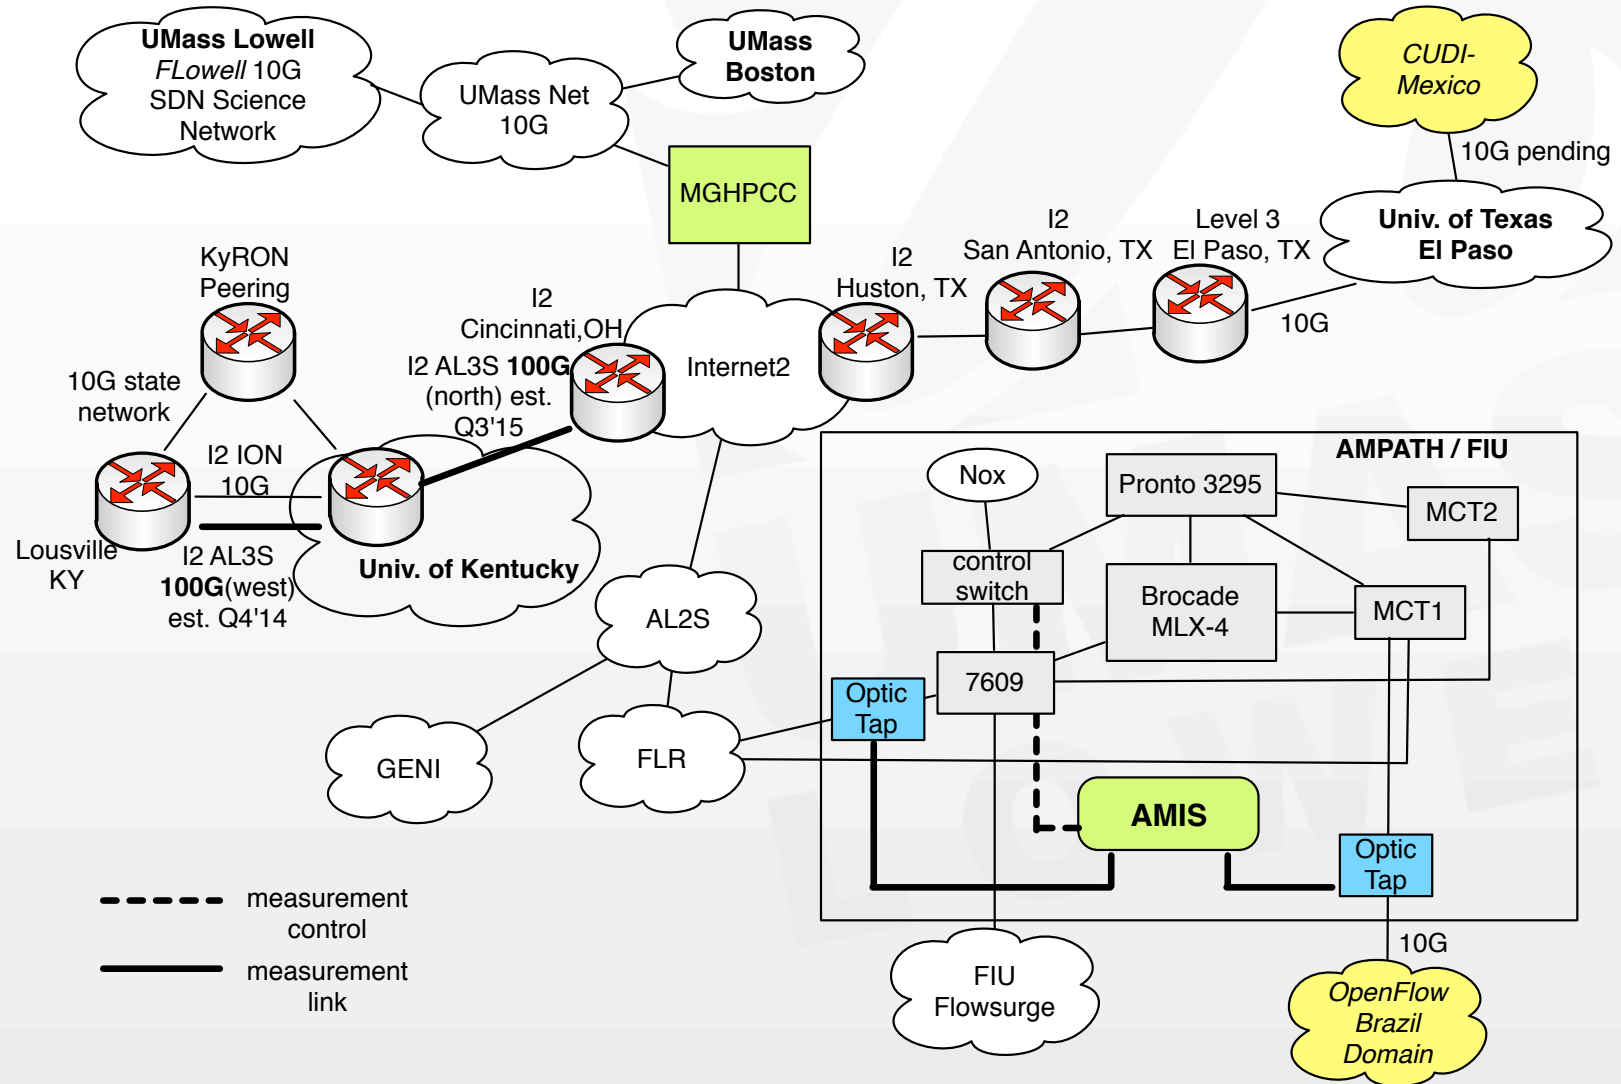 UMass Lowell
FLowell 10G
SDN Science
Network
UMass Net
10G
UMass
Boston
CUDI-
Mexico
10G pending
MGHPCC
Univ. of Texas
El Paso
I2
San Antonio, TX
Level 3
El Paso, TX
I2
Huston, TX
10G
KyRON
Peering
I2
Cincinnati,OH
I2 AL3S 100G
(north) est.
Q3'15
Internet2
10G state
network
I2 ION
10G
Lousville
KY
I2 AL3S
100G(west)
est. Q4'14
Univ. of Kentucky
AMPATH / FIU
Nox
Pronto 3295
MCT2
control
switch
Brocade
MLX-4
MCT1
AL2S
7609
Optic
Tap
GENI
FLR
AMIS
Optic
Tap
measurement
control
measurement
link
10G
FIU
Flowsurge
OpenFlow
Brazil
Domain
UMASS
LOWE